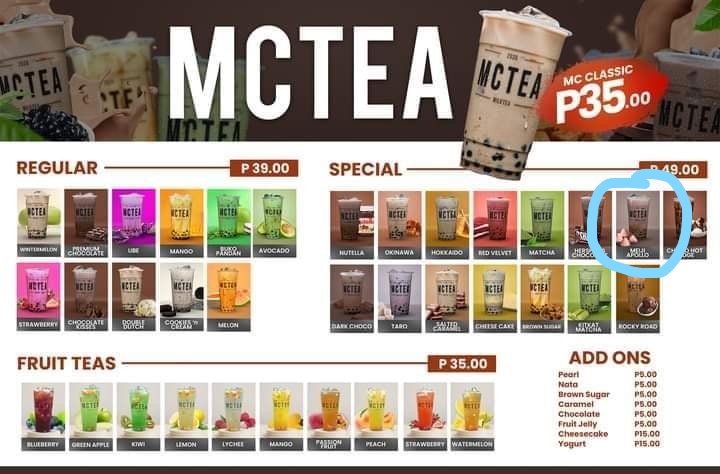 MCTEA
MC CLASSIC
P35.00
REGULAR P 39.00
WINTERMELON
PREMIUM CHOCOLATE
UBE
MANGO
BUKO PANDAN
AVOCADO
STRAWBERRY
CHOCOLATE KISSES
DOUBLE DUTCH
COOKIES 'n CREAM
MELON
SPECIAL P 49.00
NUTELLA
OKINAWA
HOKKAIDO
RED VELVET
MATCHA
MEIJI APOLLO
DARK CHOCO
TARO
SALTED CARAMEL
CHEESE CAKE
BROWN SUGAR
KITKAT MATCHA
ROCKY ROAD
FRUIT TEAS P 35.00
BLUEBERRY
GREEN APPLE
KIWI
LEMON
LYCHEE
MANGO
PASSION FRUIT
PEACH
STRAWBERRY
WATERMELON
ADD ONS
Pearl P5.00
Nata P5.00
Brown Sugar P5.00
Caramel P5.00
Chocolate P5.00
Fruit Jelly P5.00
Cheesecake P15.00
Yogurt P15.00